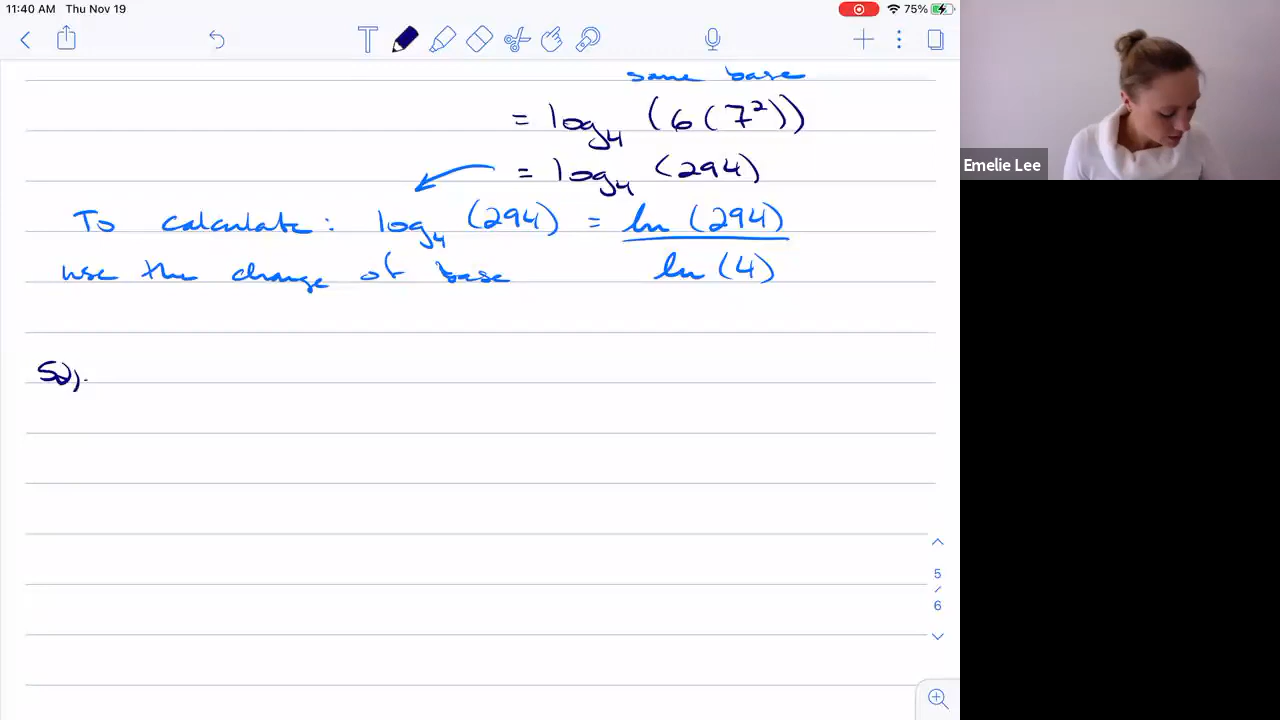 11:40 AM Thu Nov 19 75%
same base
= log₄ (6(7²))
= log₄ (294)
To calculate: log₄ (294) = ln (294) / ln (4)
use the change of base
Emelie Lee
5
/
6